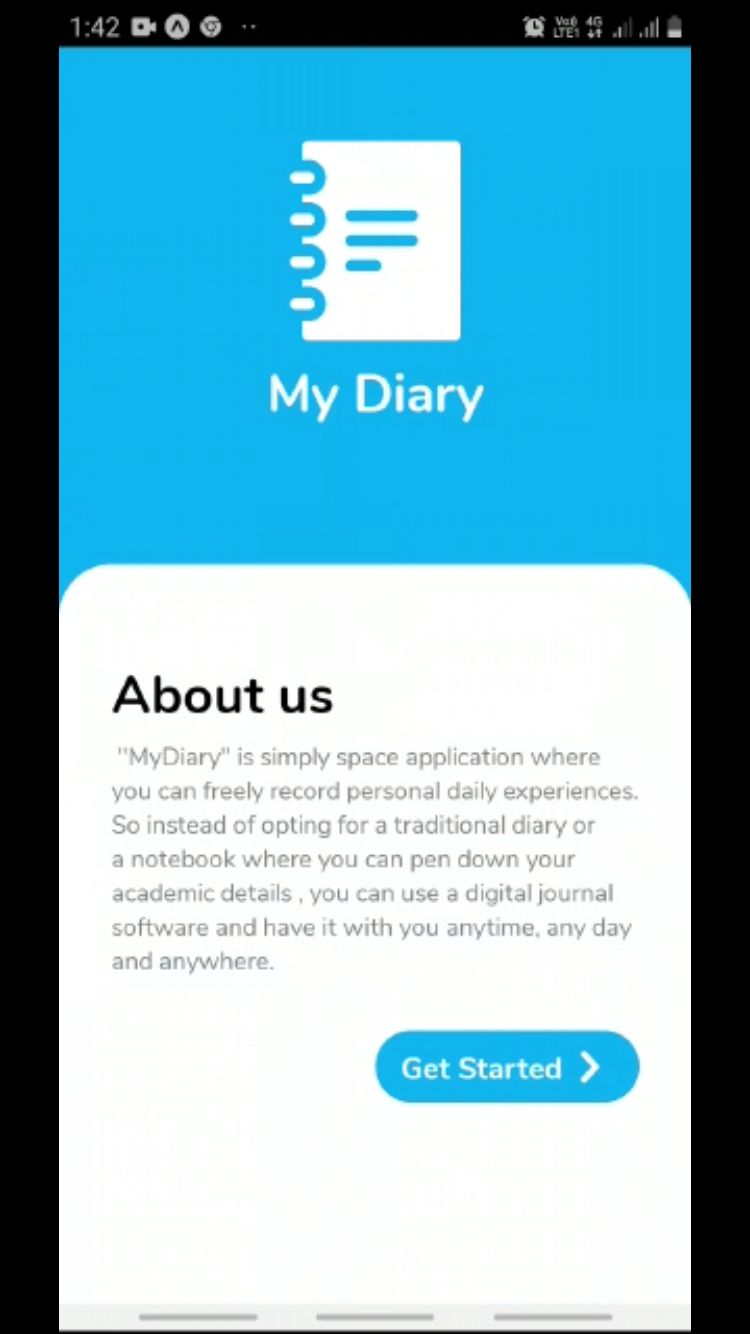 1:42 VoLTE1 4G
My Diary
About us
"MyDiary" is simply space application where
you can freely record personal daily experiences.
So instead of opting for a traditional diary or
a notebook where you can pen down your
academic details , you can use a digital journal
software and have it with you anytime, any day
and anywhere.
Get Started